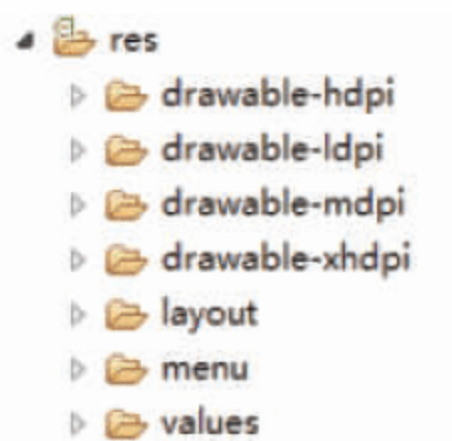 res
drawable-hdpi
drawable-ldpi
drawable-mdpi
drawable-xhdpi
layout
menu
values